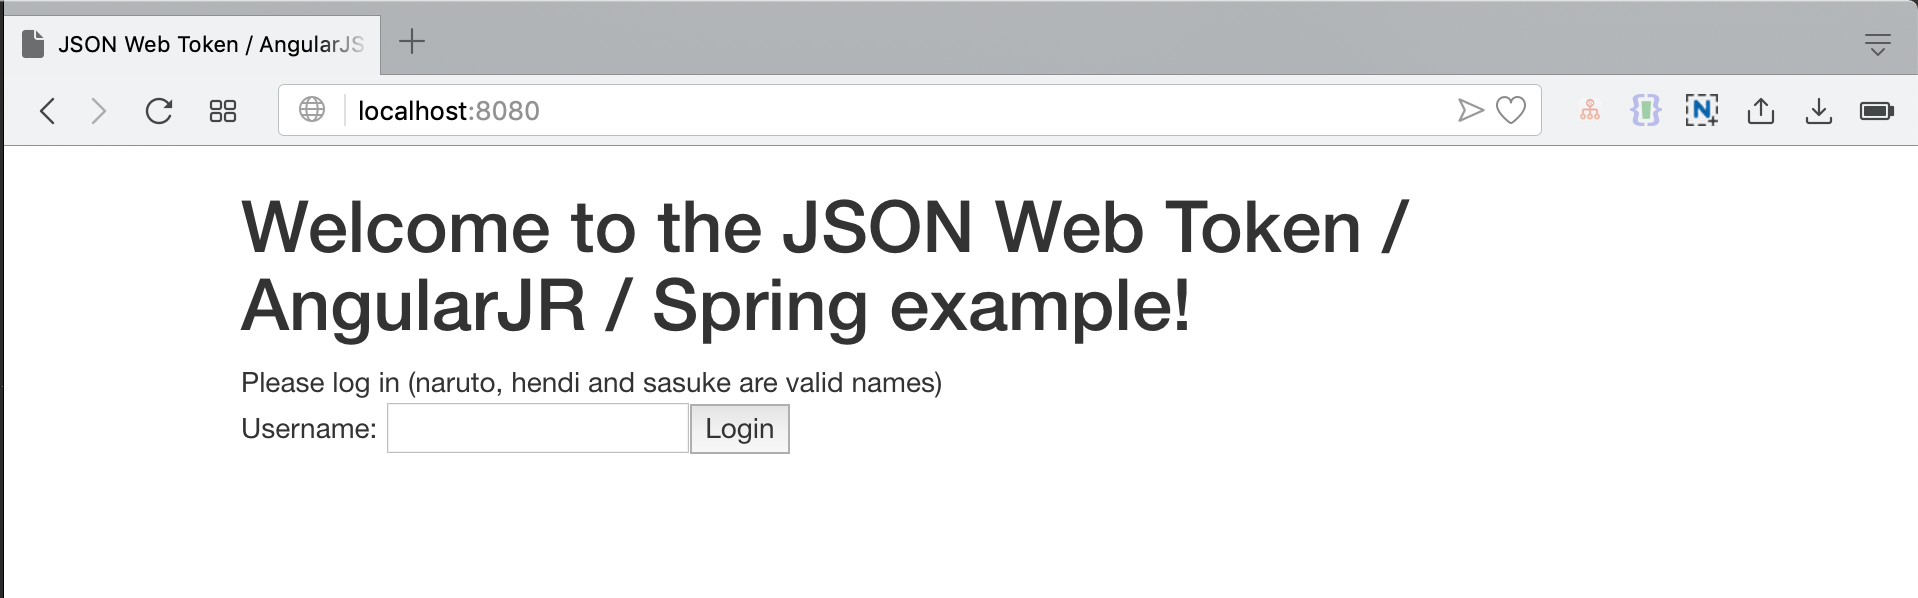 JSON Web Token / AngularJS
localhost:8080
N
Welcome to the JSON Web Token /
AngularJR / Spring example!
Please log in (naruto, hendi and sasuke are valid names)
Username:
Login